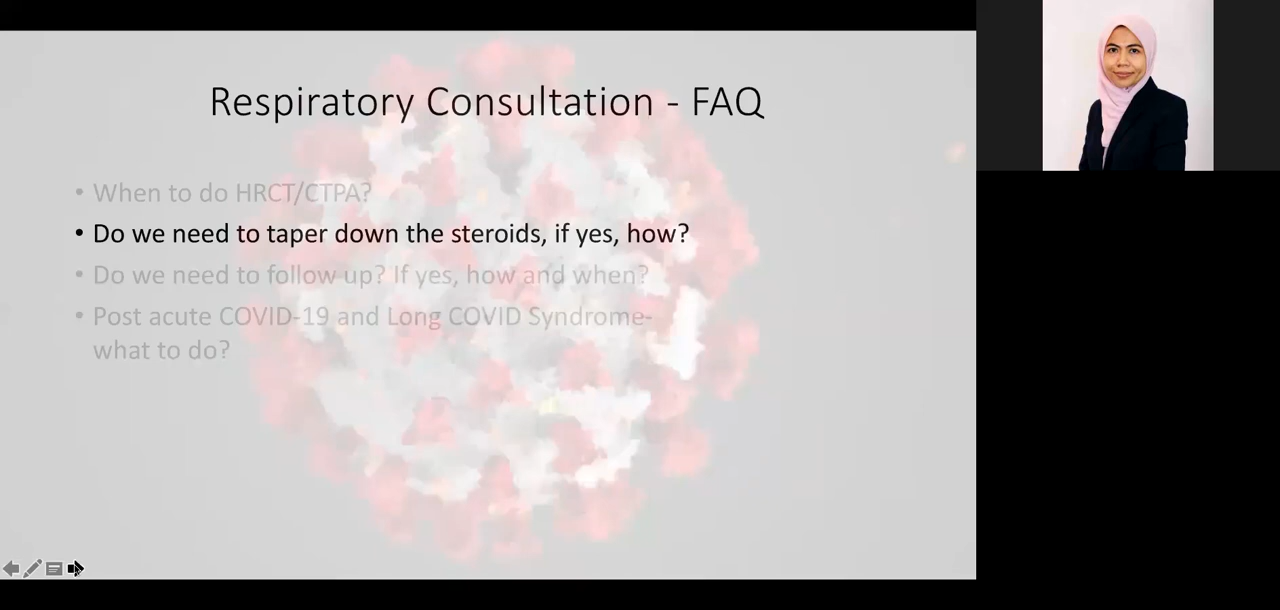 Respiratory Consultation - FAQ
• When to do HRCT/CTPA?
• Do we need to taper down the steroids, if yes, how?
• Do we need to follow up? If yes, how and when?
• Post acute COVID-19 and Long COVID Syndrome-
what to do?